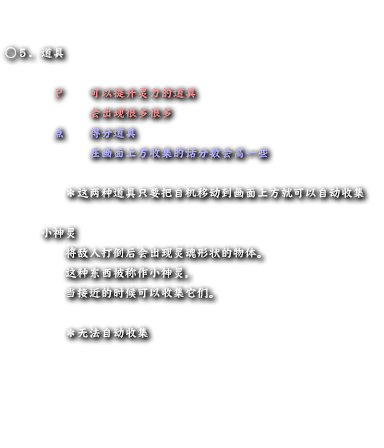 ○5．道具
P 可以提升灵力的道具
会出现很多很多
点 得分道具
在画面上方收集的话分数会高一些
＊这两种道具只要把自机移动到画面上方就可以自动收集
小神灵
将敌人打倒后会出现灵魂形状的物体。
这种东西被称作小神灵。
当接近的时候可以收集它们。
＊无法自动收集